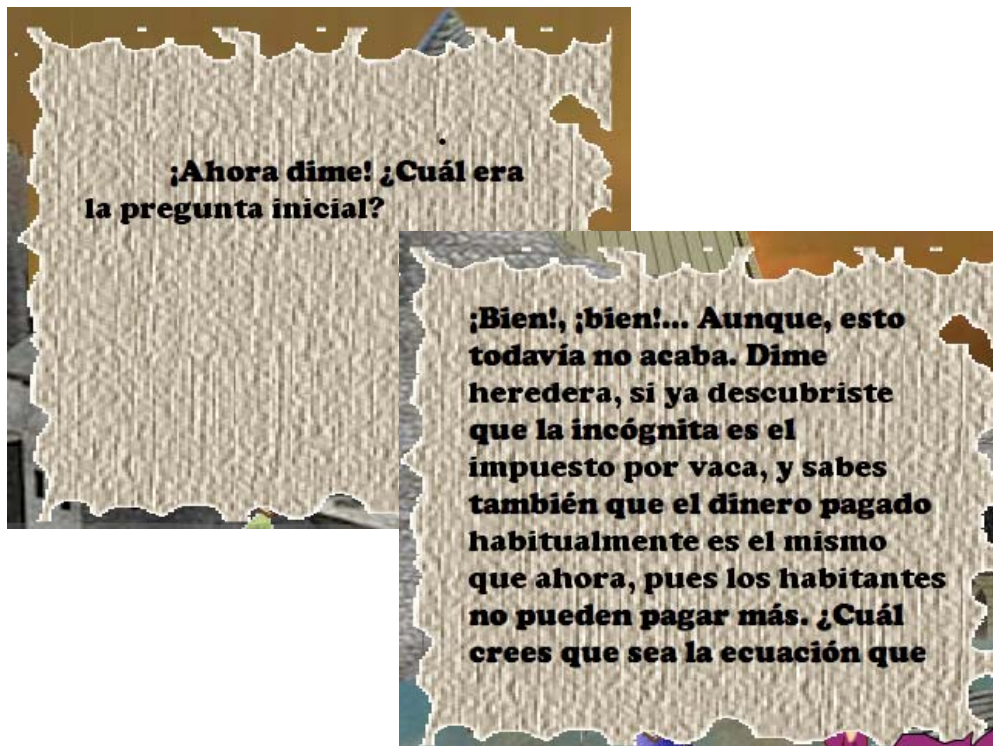 ¡Ahora dime! ¿Cuál era
la pregunta inicial?
¡Bien!, ¡bien!... Aunque, esto
todavía no acaba. Dime
heredera, si ya descubriste
que la incógnita es el
impuesto por vaca, y sabes
también que el dinero pagado
habitualmente es el mismo
que ahora, pues los habitantes
no pueden pagar más. ¿Cuál
crees que sea la ecuación que